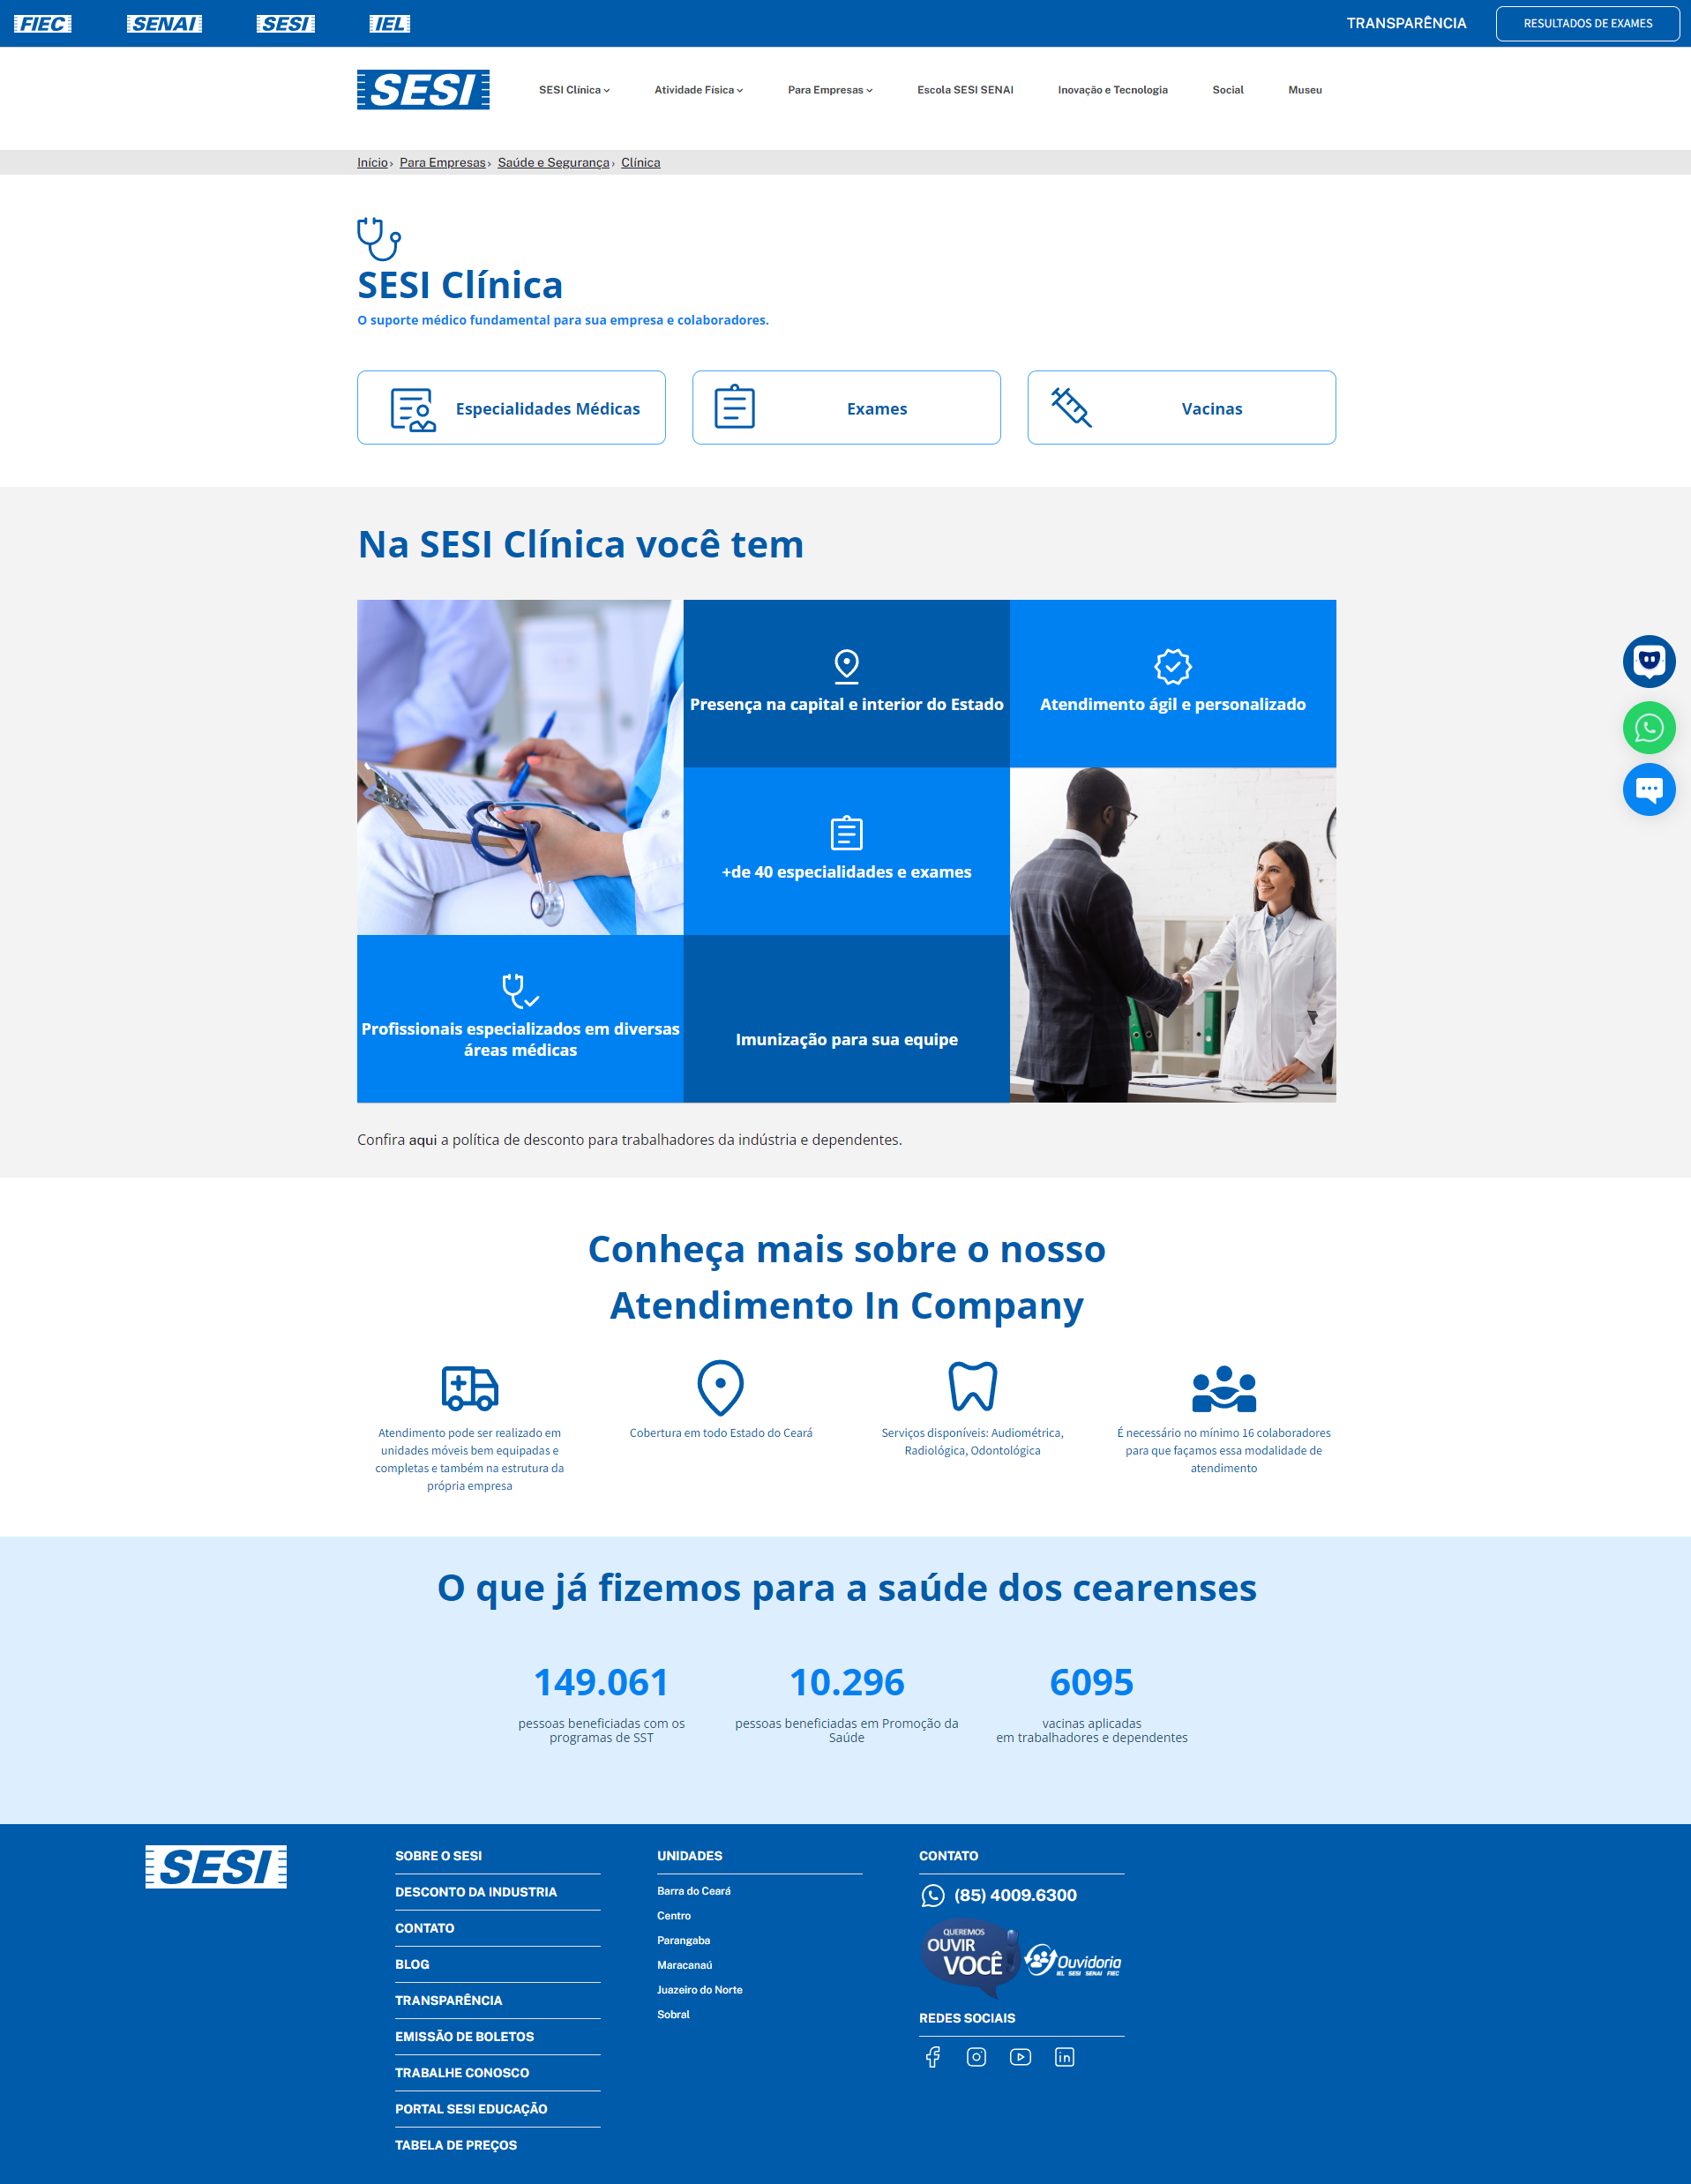 FIEC SENAI SESI IEL TRANSPARÊNCIA RESULTADOS DE EXAMES
SESI SESI Clínica Atividade Física Para Empresas Escola SESI SENAI Inovação e Tecnologia Social Museu
Início › Para Empresas › Saúde e Segurança › Clínica
SESI Clínica
O suporte médico fundamental para sua empresa e colaboradores.
Especialidades Médicas
Exames
Vacinas
Na SESI Clínica você tem
Presença na capital e interior do Estado
Atendimento ágil e personalizado
+de 40 especialidades e exames
Profissionais especializados em diversas
áreas médicas
Imunização para sua equipe
Confira aqui a política de desconto para trabalhadores da indústria e dependentes.
Conheça mais sobre o nosso
Atendimento In Company
Atendimento pode ser realizado em
unidades móveis bem equipadas e
completas e também na estrutura da
própria empresa
Cobertura em todo Estado do Ceará
Serviços disponíveis: Audiométrica,
Radiológica, Odontológica
É necessário no mínimo 16 colaboradores
para que façamos essa modalidade de
atendimento
O que já fizemos para a saúde dos cearenses
149.061
pessoas beneficiadas com os
programas de SST
10.296
pessoas beneficiadas em Promoção da
Saúde
6095
vacinas aplicadas
em trabalhadores e dependentes
SESI
SOBRE O SESI
DESCONTO DA INDUSTRIA
CONTATO
BLOG
TRANSPARÊNCIA
EMISSÃO DE BOLETOS
TRABALHE CONOSCO
PORTAL SESI EDUCAÇÃO
TABELA DE PREÇOS
UNIDADES
Barra do Ceará
Centro
Parangaba
Maracanaú
Juazeiro do Norte
Sobral
CONTATO
(85) 4009.6300
QUEREMOS
OUVIR
VOCÊ
Ouvidoria
IEL SESI SENAI FIEC
REDES SOCIAIS